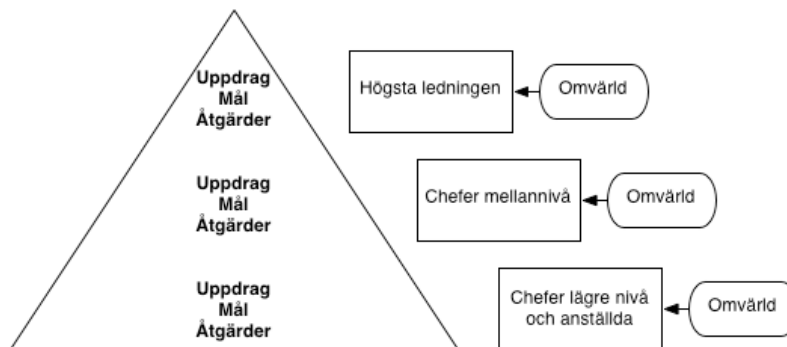 Uppdrag
Mål
Åtgärder
Högsta ledningen
Omvärld
Uppdrag
Mål
Åtgärder
Chefer mellannivå
Omvärld
Uppdrag
Mål
Åtgärder
Chefer lägre nivå
och anställda
Omvärld